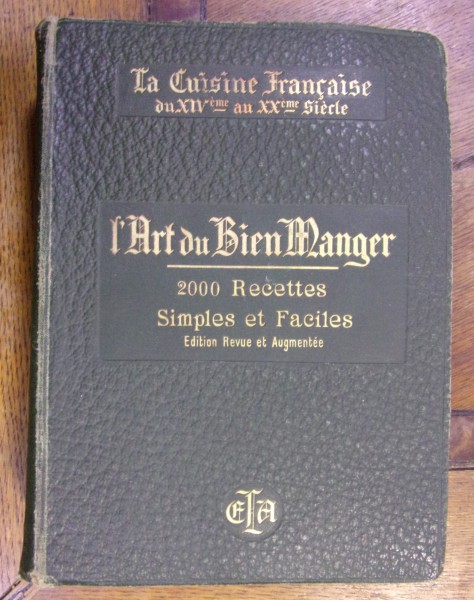 La Cuisine Française
du XIVème au XXème Siècle
l'Art du Bien Manger
2000 Recettes
Simples et Faciles
Edition Revue et Augmentée
ELA